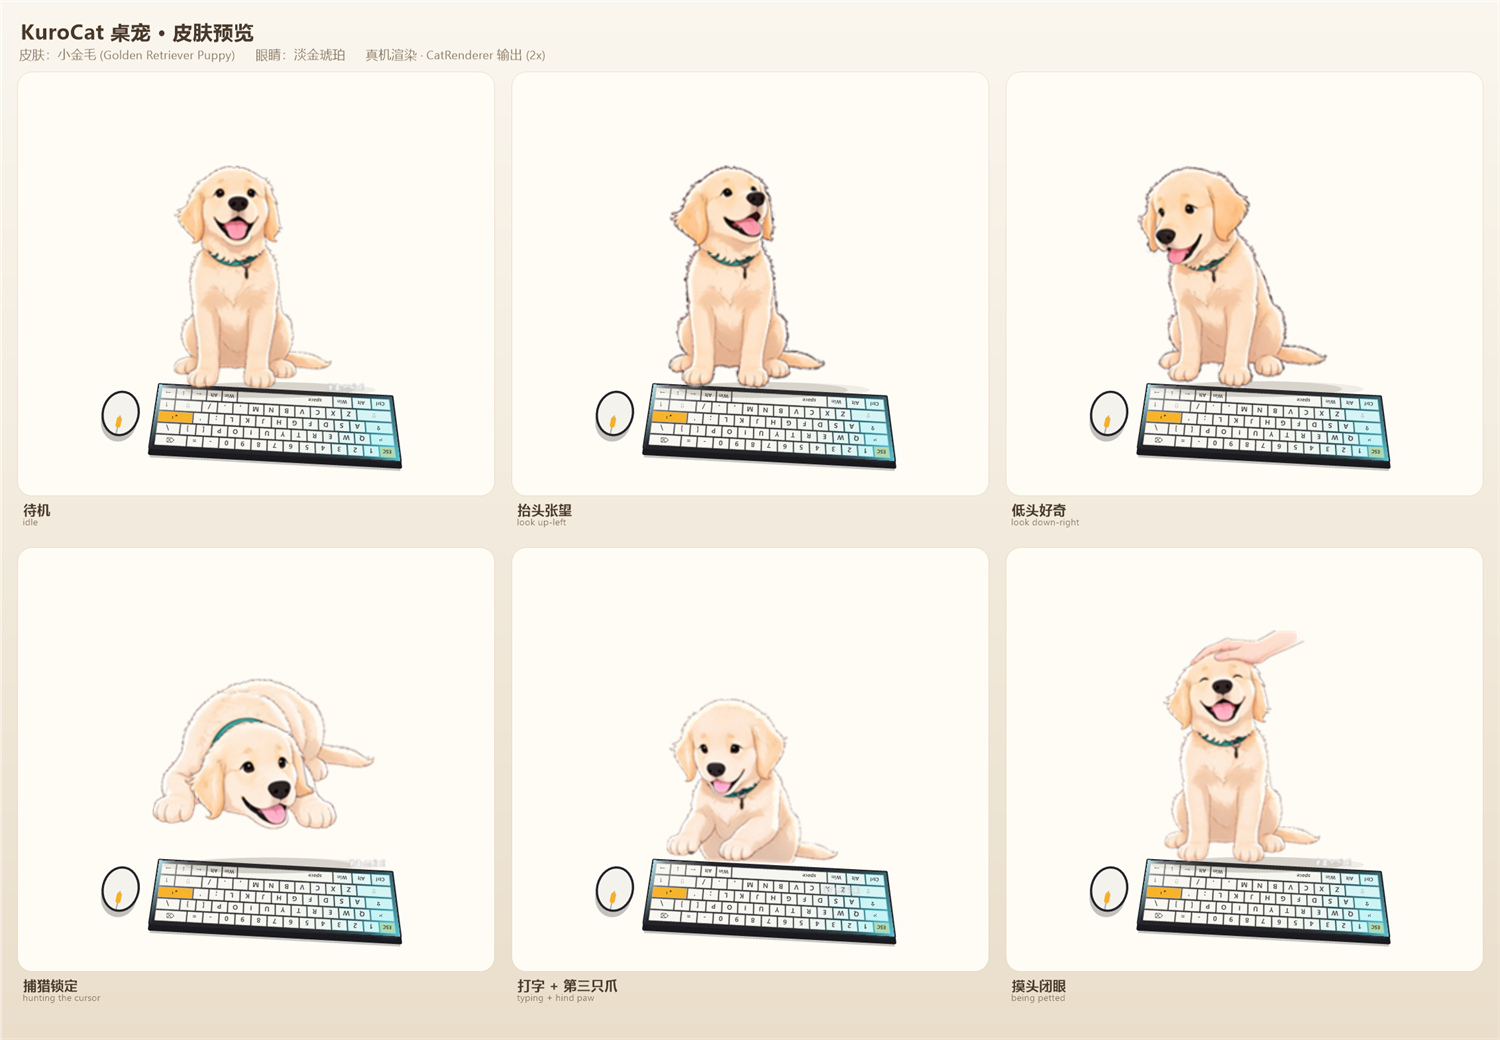 KuroCat 桌宠 • 皮肤预览
皮肤：小金毛 (Golden Retriever Puppy) 眼睛：淡金琥珀 真机渲染 · CatRenderer 输出 (2x)
待机
idle
抬头张望
look up-left
低头好奇
look down-right
捕猎锁定
hunting the cursor
打字 + 第三只爪
typing + hind paw
摸头闭眼
being petted